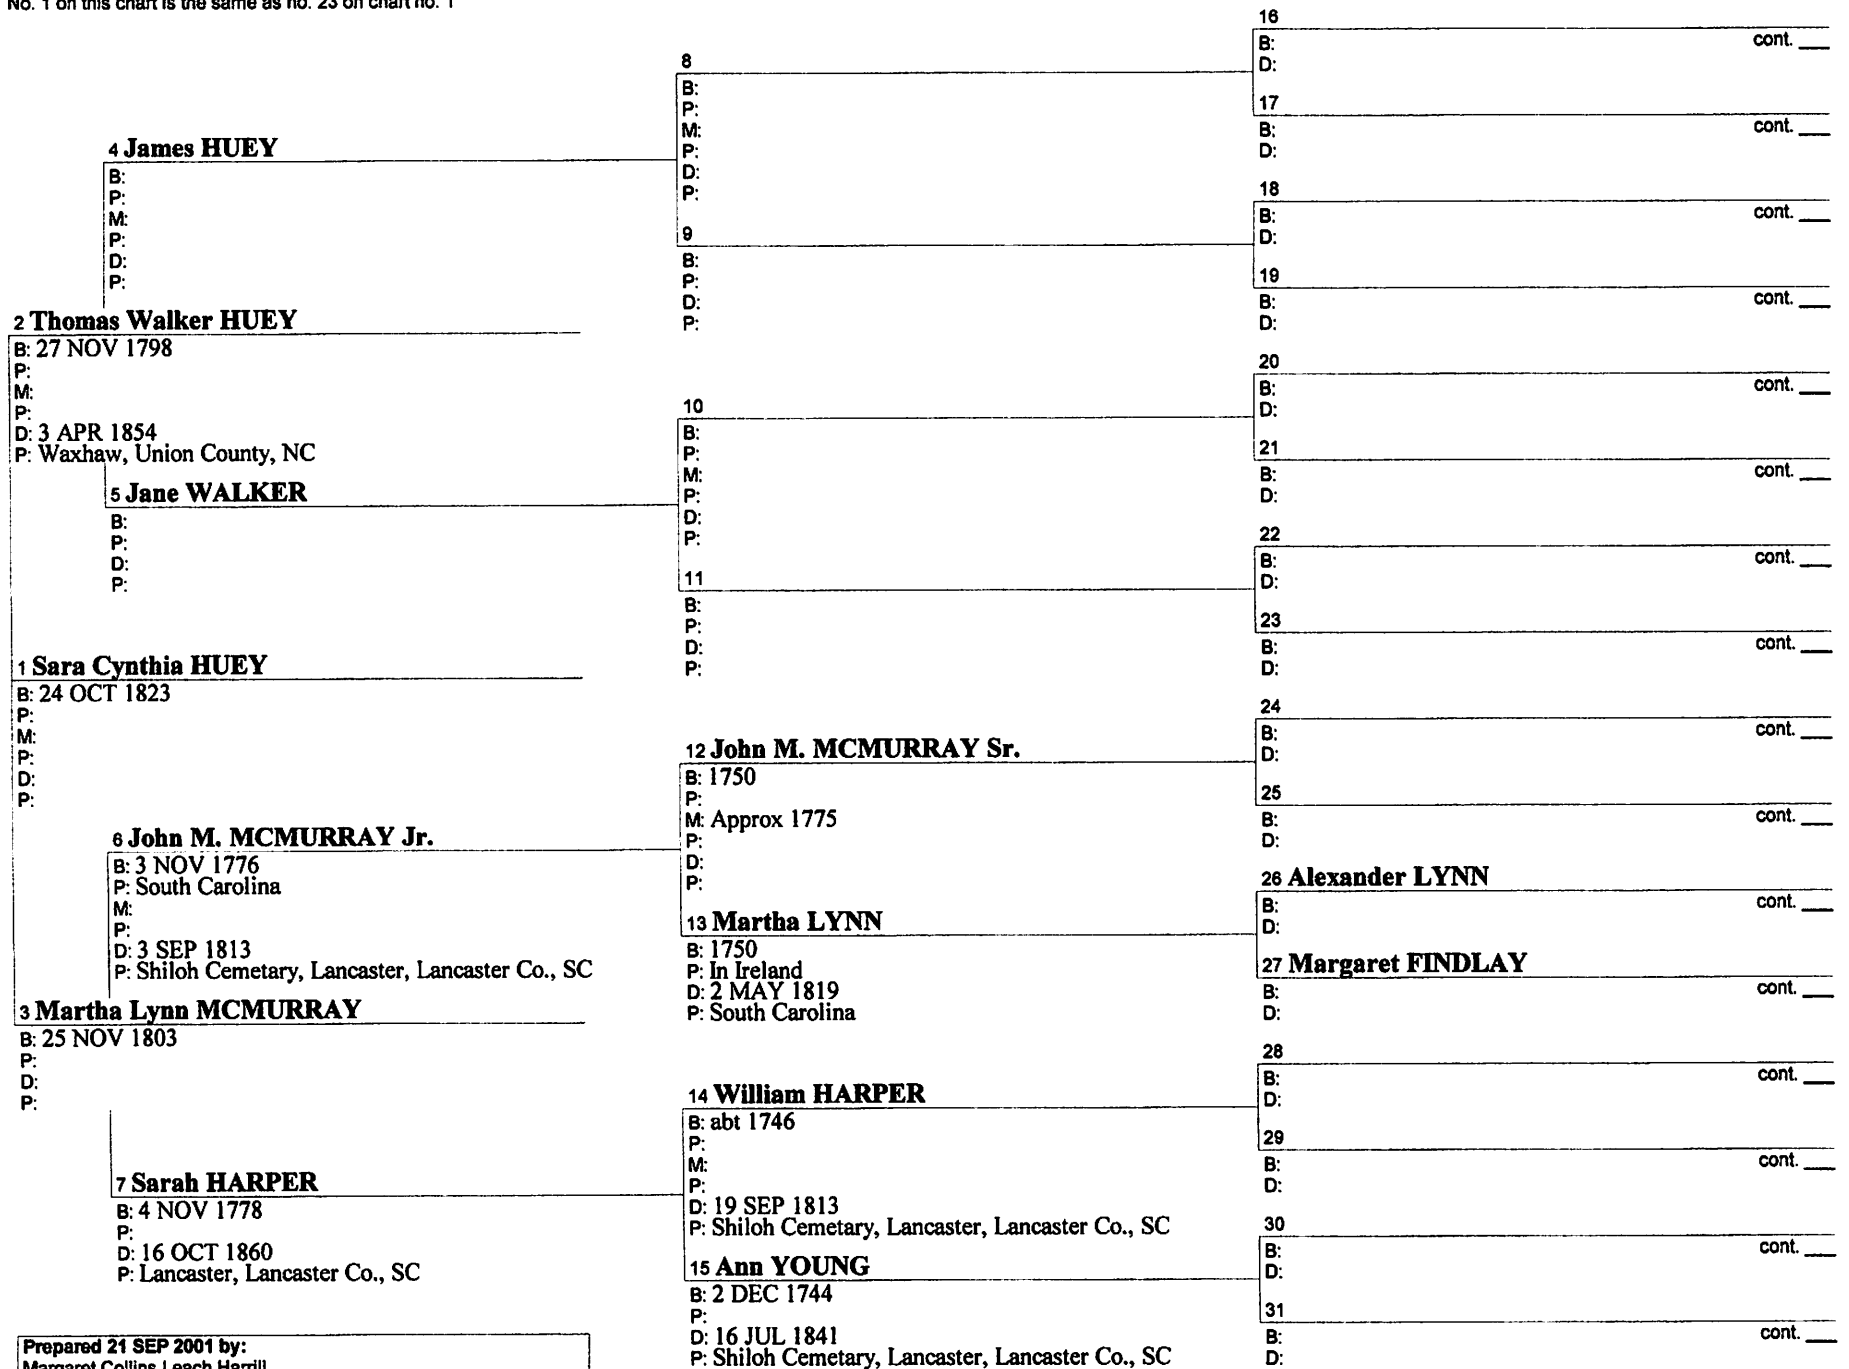 No. 1 on this chart is the same as no. 23 on chart no. 1
16
B:
cont. ___
D:
8
B:
P:
M:
P:
D:
P:
17
B:
cont. ___
D:
4 James HUEY
B:
P:
M:
P:
D:
P:
18
B:
cont. ___
D:
9
B:
P:
D:
P:
19
B:
cont. ___
D:
2 Thomas Walker HUEY
B: 27 NOV 1798
P:
M:
P:
D: 3 APR 1854
P: Waxhaw, Union County, NC
20
B:
cont. ___
D:
10
B:
P:
M:
P:
D:
P:
21
B:
cont. ___
D:
5 Jane WALKER
B:
P:
D:
P:
22
B:
cont. ___
D:
11
B:
P:
D:
P:
23
B:
cont. ___
D:
1 Sara Cynthia HUEY
B: 24 OCT 1823
P:
M:
P:
D:
P:
24
B:
cont. ___
D:
12 John M. MCMURRAY Sr.
B: 1750
P:
M: Approx 1775
P:
D:
P:
25
B:
cont. ___
D:
6 John M. MCMURRAY Jr.
B: 3 NOV 1776
P: South Carolina
M:
P:
D: 3 SEP 1813
P: Shiloh Cemetary, Lancaster, Lancaster Co., SC
26 Alexander LYNN
B:
cont. ___
D:
13 Martha LYNN
B: 1750
P: In Ireland
D: 2 MAY 1819
P: South Carolina
27 Margaret FINDLAY
B:
cont. ___
D:
3 Martha Lynn MCMURRAY
B: 25 NOV 1803
P:
D:
P:
28
B:
cont. ___
D:
14 William HARPER
B: abt 1746
P:
M:
P:
D: 19 SEP 1813
P: Shiloh Cemetary, Lancaster, Lancaster Co., SC
29
B:
cont. ___
D:
7 Sarah HARPER
B: 4 NOV 1778
P:
D: 16 OCT 1860
P: Lancaster, Lancaster Co., SC
30
B:
cont. ___
D:
15 Ann YOUNG
B: 2 DEC 1744
P:
D: 16 JUL 1841
P: Shiloh Cemetary, Lancaster, Lancaster Co., SC
31
B:
cont. ___
D:
Prepared 21 SEP 2001 by:
Margaret Collins Leach Harrill